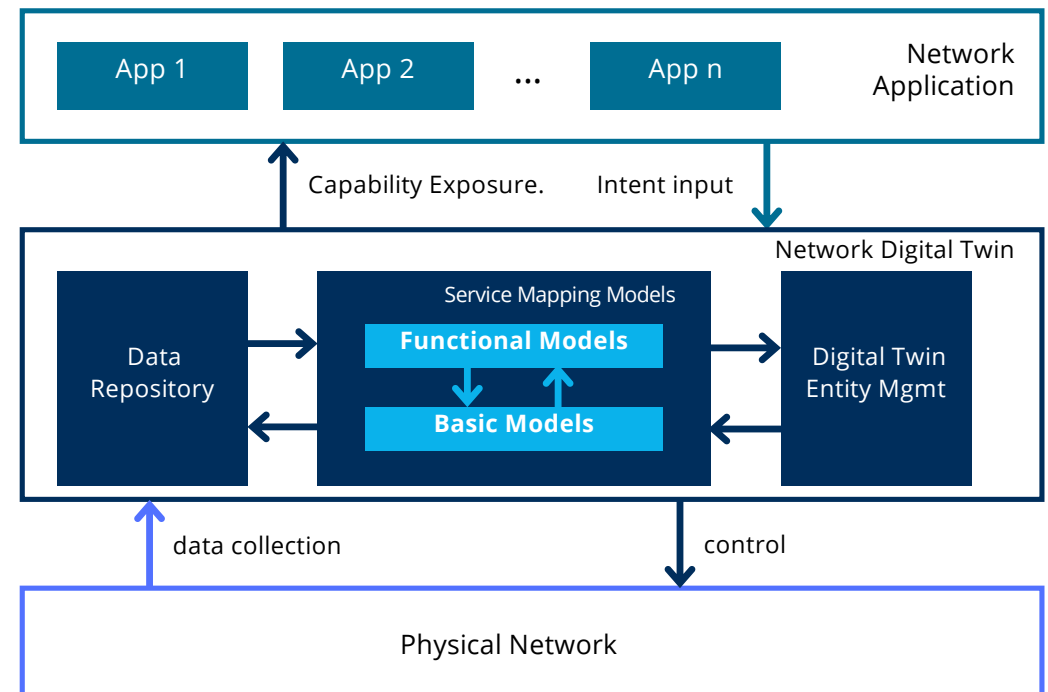 App 1
App 2
...
App n
Network
Application
Capability Exposure.
Intent input
Network Digital Twin
Data
Repository
Service Mapping Models
Functional Models
Basic Models
Digital Twin
Entity Mgmt
data collection
control
Physical Network